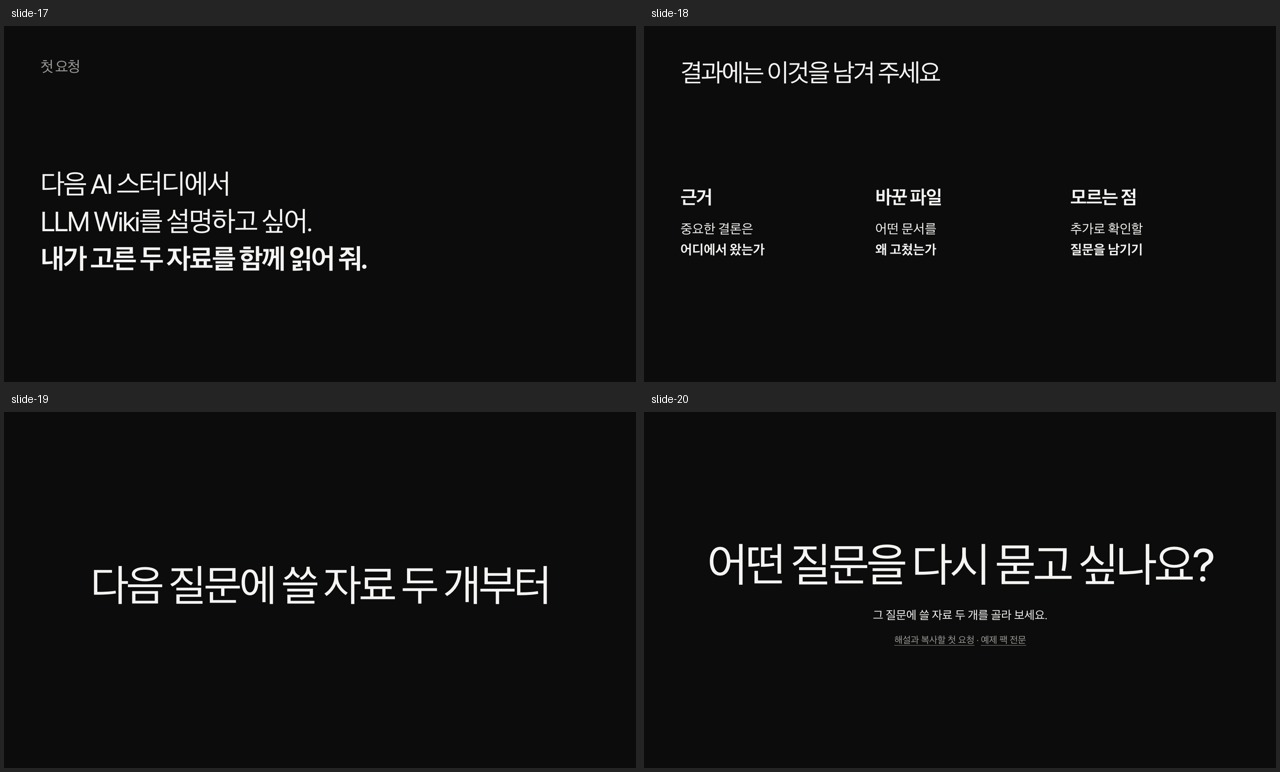 slide-17
첫 요청
다음 AI 스터디에서
LLM Wiki를 설명하고 싶어.
내가 고른 두 자료를 함께 읽어 줘.
slide-18
결과에는 이것을 남겨 주세요
근거
중요한 결론은
어디에서 왔는가
바꾼 파일
어떤 문서를
왜 고쳤는가
모르는 점
추가로 확인할
질문을 남기기
slide-19
다음 질문에 쓸 자료 두 개부터
slide-20
어떤 질문을 다시 묻고 싶나요?
그 질문에 쓸 자료 두 개를 골라 보세요.
해설과 복사할 첫 요청 · 예제 팩 전문